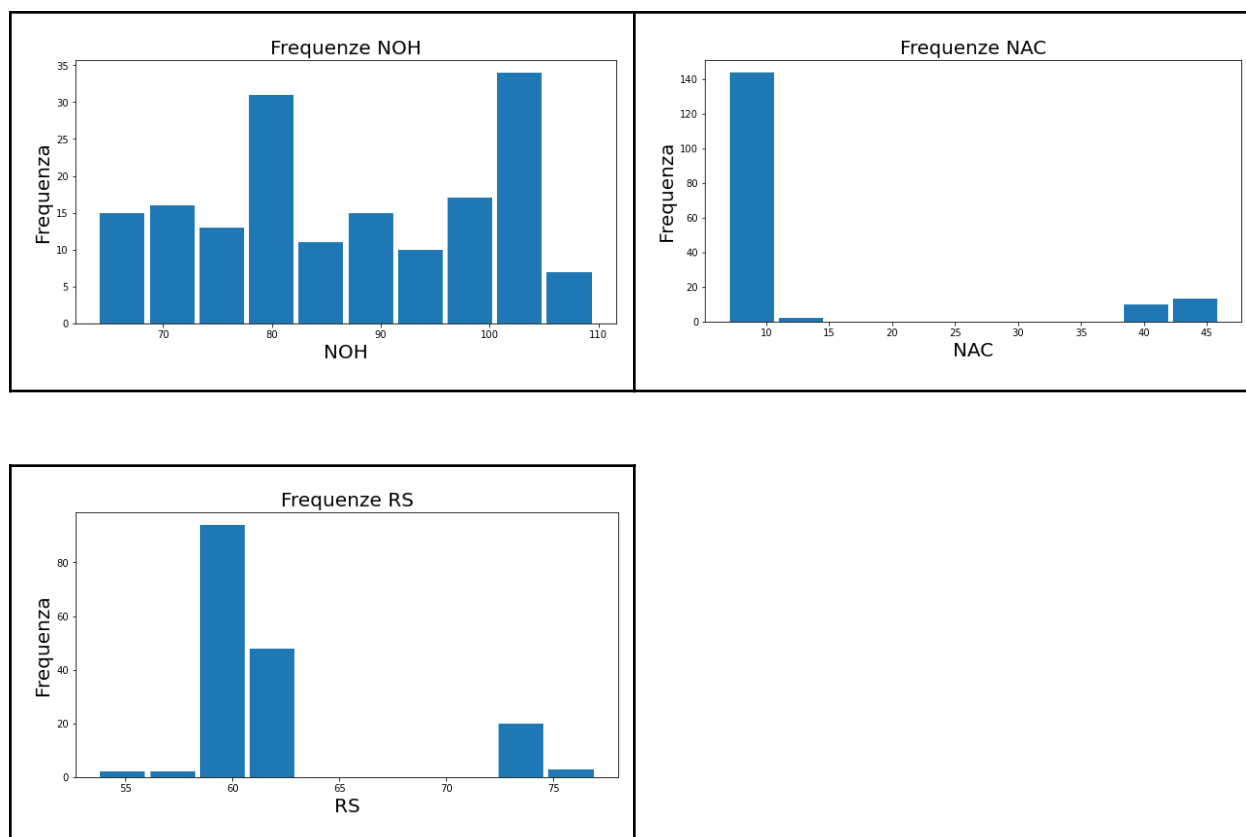 Frequenze NOH
35
30
25
20
15
10
5
0
Frequenza
70 80 90 100 110
NOH
Frequenze NAC
140
120
100
80
60
40
20
0
Frequenza
10 15 20 25 30 35 40 45
NAC
Frequenze RS
80
60
40
20
0
Frequenza
55 60 65 70 75
RS